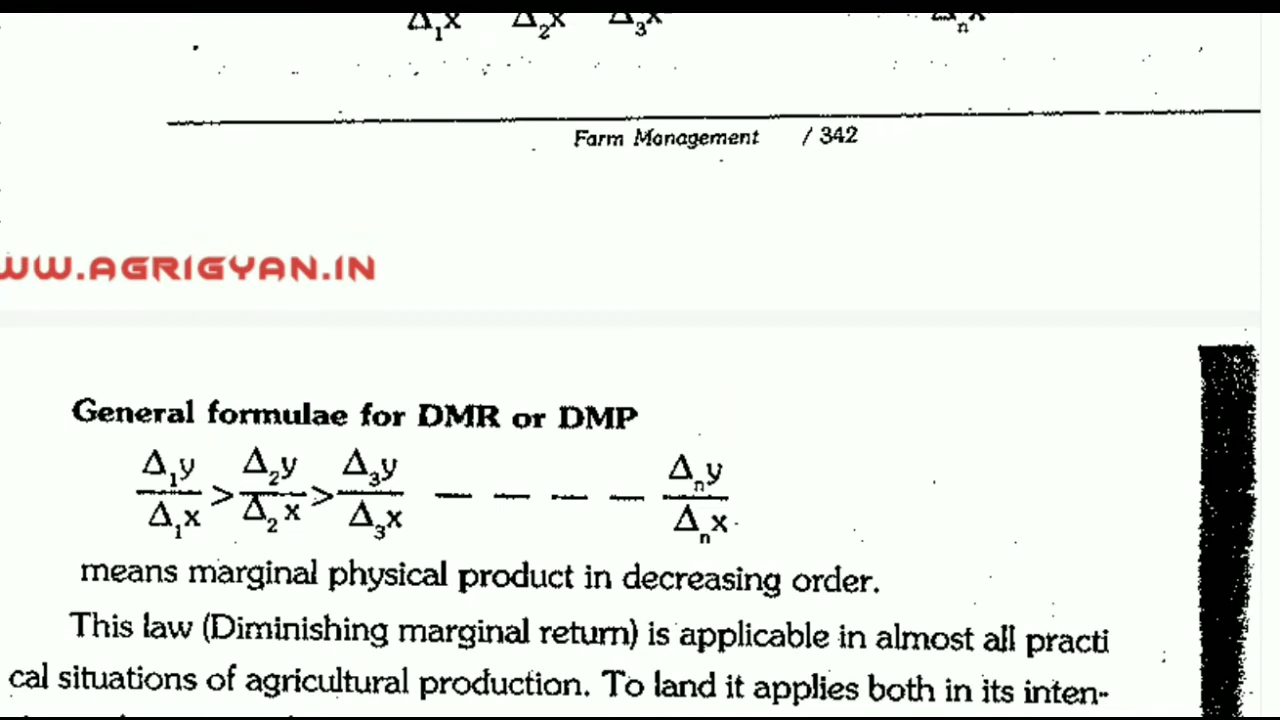 Δ₁x Δ₂x Δ₃x Δₙx
Farm Management / 342
WW.AGRIGYAN.IN
General formulae for DMR or DMP
Δ₁y Δ₂y Δ₃y Δₙy
> > — — — —
Δ₁x Δ₂x Δ₃x Δₙx
means marginal physical product in decreasing order.
This law (Diminishing marginal return) is applicable in almost all practi
cal situations of agricultural production. To land it applies both in its inten-